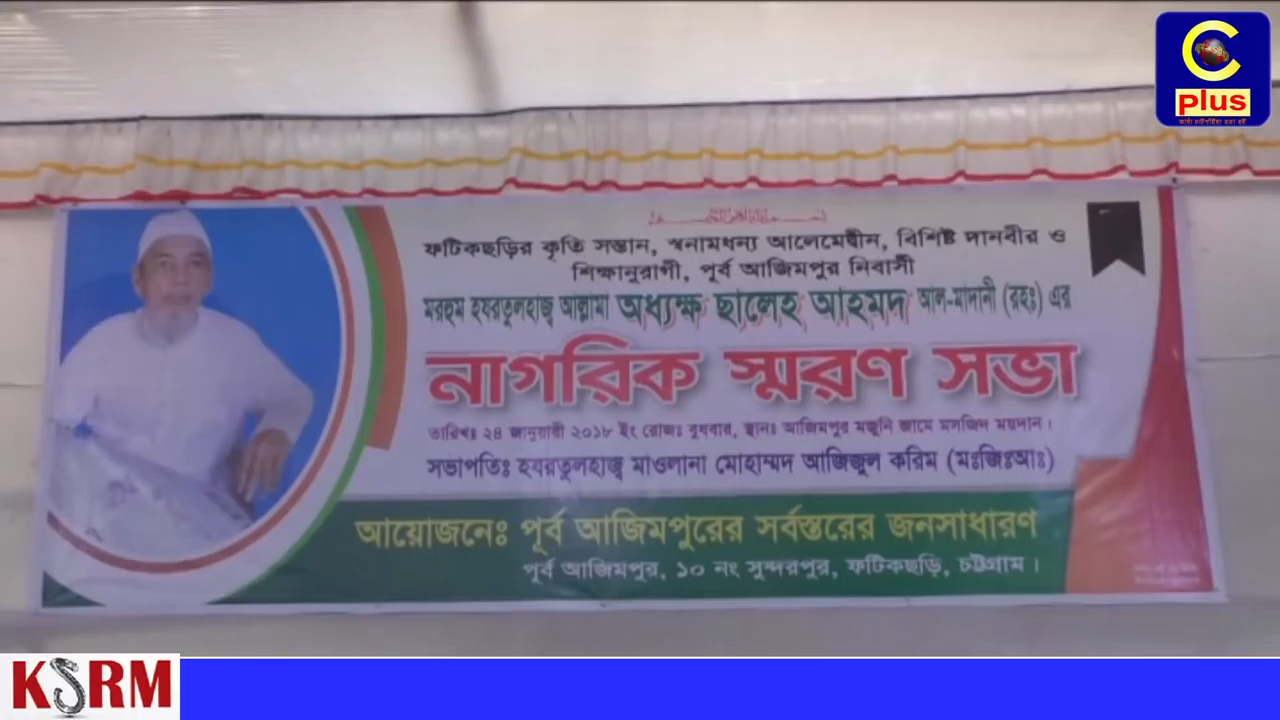 C
plus
ফটিকছড়ির কৃতি সন্তান, স্বনামধন্য আলেমেদ্বীন, বিশিষ্ট দানবীর ও
শিক্ষানুরাগী, পূর্ব আজিমপুর নিবাসী
মরহুম হযরতুলহাজ্ব আল্লামা অধ্যক্ষ ছালেহ আহমদ আল-মাদানী (রহঃ) এর
নাগরিক স্মরণ সভা
তারিখঃ ২৪ জানুয়ারী ২০১৮ ইং রোজঃ বুধবার, স্থানঃ আজিমপুর মজুনি জামে মসজিদ ময়দান।
সভাপতিঃ হযরতুলহাজ্ব মাওলানা মোহাম্মদ আজিজুল করিম (মঃজিঃআঃ)
আয়োজনেঃ পূর্ব আজিমপুরের সর্বস্তরের জনসাধারণ
পূর্ব আজিমপুর, ১০ নং সুন্দরপুর, ফটিকছড়ি, চট্টগ্রাম।
KSRM